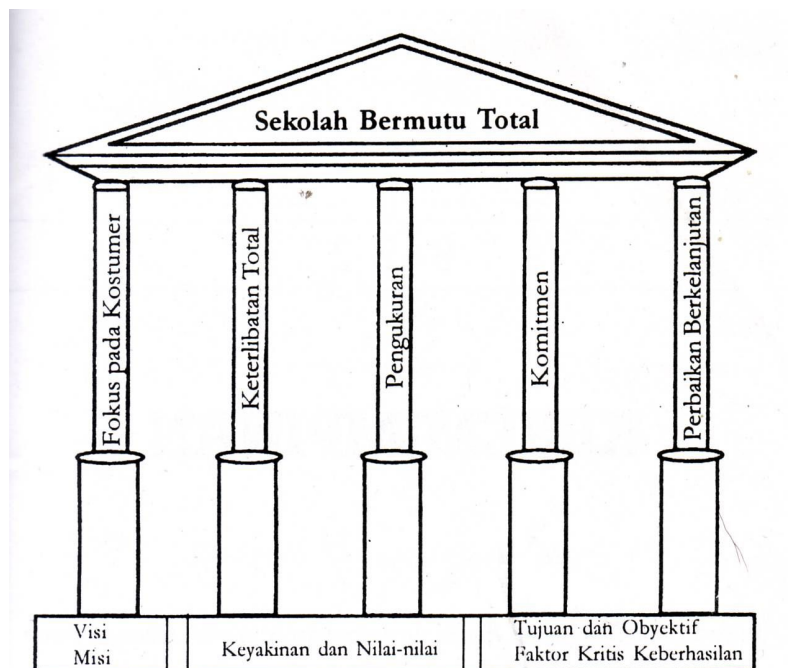 Sekolah Bermutu Total
Fokus pada Kostumer
Keterlibatan Total
Pengukuran
Komitmen
Perbaikan Berkelanjutan
Visi
Misi
Keyakinan dan Nilai-nilai
Tujuan dan Obyektif
Faktor Kritis Keberhasilan